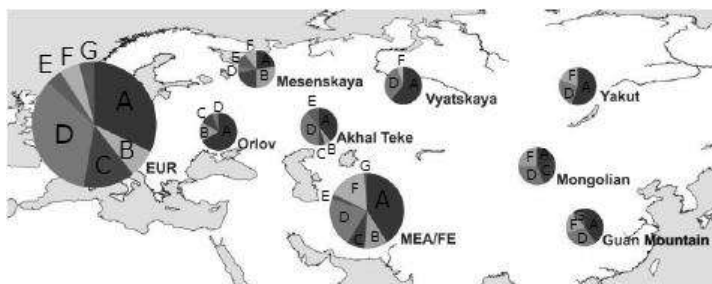 E F G
A
B
C
D
EUR
F
E A
D B
Mesenskaya
F
D A
Vyatskaya
F
D A
Yakut
C D
B A
Orlov
E
D A
C B
Akhal Teke
A
D C
Mongolian
G
F A
E D
C B
MEA/FE
F A
D
Guan Mountain